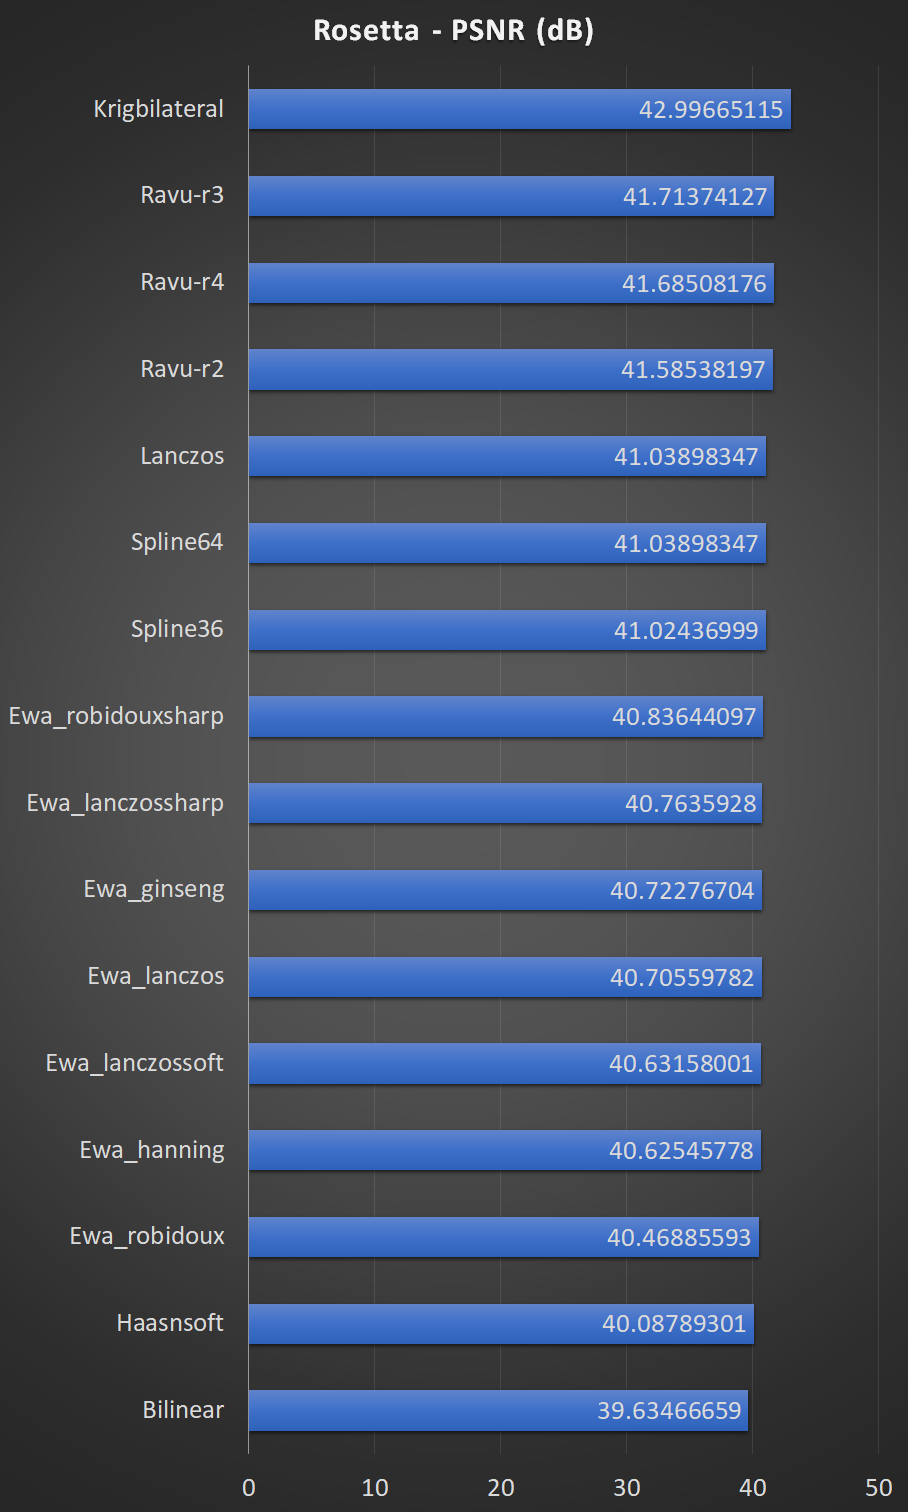 Rosetta - PSNR (dB)
Krigbilateral 42.99665115
Ravu-r3 41.71374127
Ravu-r4 41.68508176
Ravu-r2 41.58538197
Lanczos 41.03898347
Spline64 41.03898347
Spline36 41.02436999
Ewa_robidouxsharp 40.83644097
Ewa_lanczossharp 40.7635928
Ewa_ginseng 40.72276704
Ewa_lanczos 40.70559782
Ewa_lanczossoft 40.63158001
Ewa_hanning 40.62545778
Ewa_robidoux 40.46885593
Haasnsoft 40.08789301
Bilinear 39.63466659
0 10 20 30 40 50